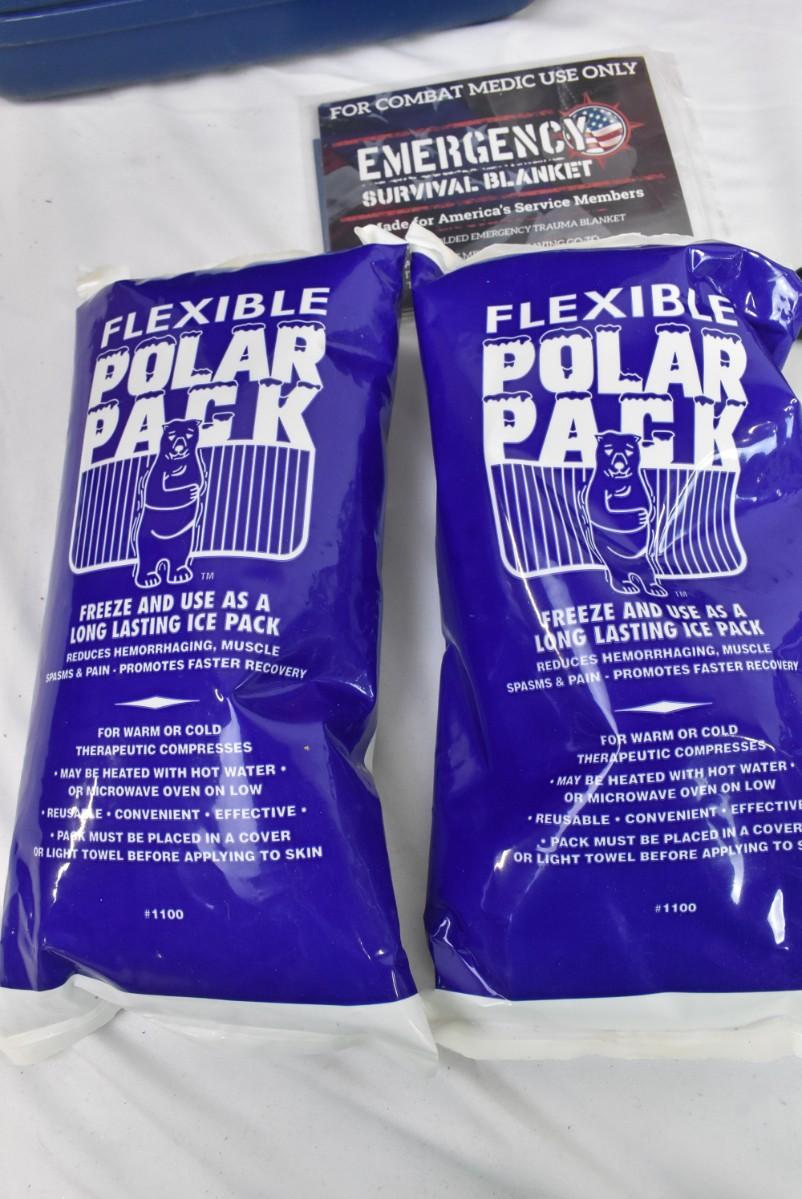 FOR COMBAT MEDIC USE ONLY
EMERGENCY
SURVIVAL BLANKET
Made for America's Service Members
EMERGENCY TRAUMA BLANKET
FLEXIBLE
POLAR
PACK
TM
FREEZE AND USE AS A
LONG LASTING ICE PACK
REDUCES HEMORRHAGING, MUSCLE
SPASMS & PAIN - PROMOTES FASTER RECOVERY
FOR WARM OR COLD
THERAPEUTIC COMPRESSES
• MAY BE HEATED WITH HOT WATER •
OR MICROWAVE OVEN ON LOW
• REUSABLE • CONVENIENT • EFFECTIVE •
• PACK MUST BE PLACED IN A COVER
OR LIGHT TOWEL BEFORE APPLYING TO SKIN
#1100
FLEXIBLE
POLAR
PACK
TM
FREEZE AND USE AS A
LONG LASTING ICE PACK
REDUCES HEMORRHAGING, MUSCLE
SPASMS & PAIN - PROMOTES FASTER RECOVERY
FOR WARM OR COLD
THERAPEUTIC COMPRESSES
• MAY BE HEATED WITH HOT WATER •
OR MICROWAVE OVEN ON LOW
• REUSABLE • CONVENIENT • EFFECTIVE
• PACK MUST BE PLACED IN A COVER
OR LIGHT TOWEL BEFORE APPLYING TO S
#1100